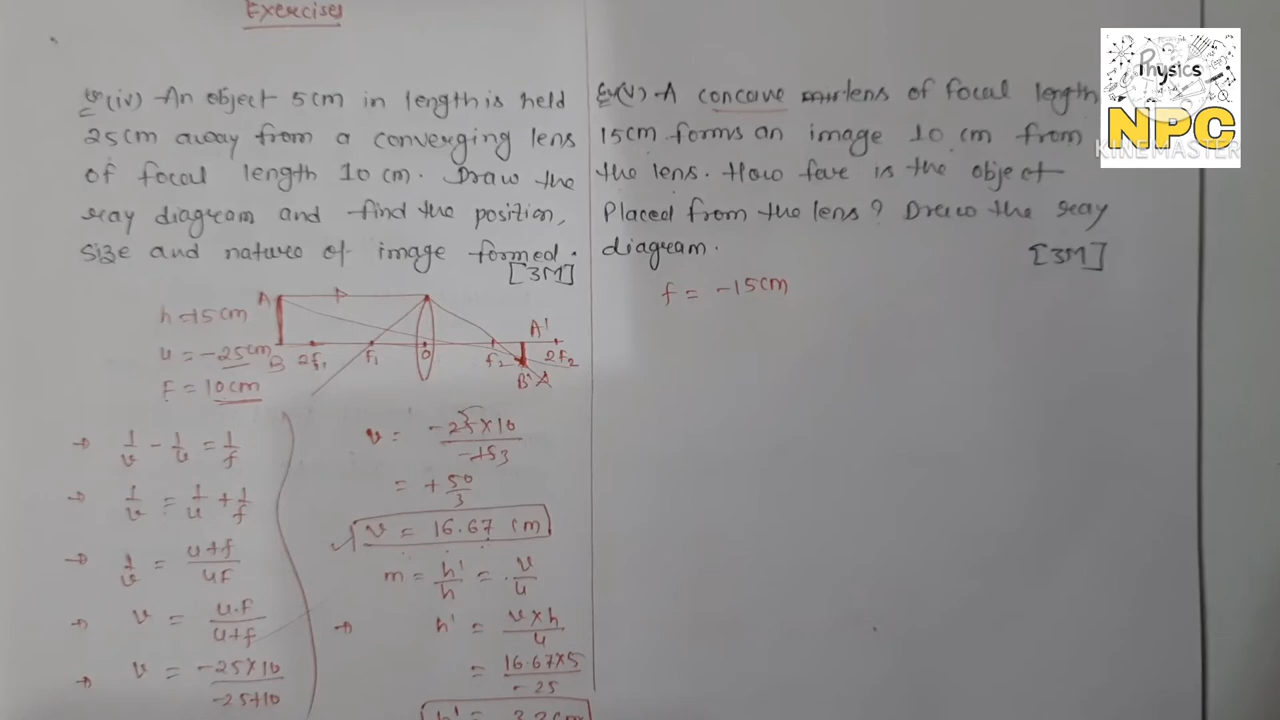 Exercises
Ex(iv) - An object 5cm in length is held
25cm away from a converging lens
of focal length 10 cm. Draw the
ray diagram and find the position,
size and nature of image formed.
[3M]
h = +5cm
u = -25cm
f = 10cm
A
B 2f₁ f₁ O f₂ 2f₂
A'
B'
→ 1/v - 1/u = 1/f
→ 1/v = 1/u + 1/f
→ 1/v = u+f/uf
→ v = u.f/u+f
→ v = -25×10/-25+10
v = -25×10/-15
= +50/3
v = 16.67 cm
m = h'/h = v/u
→ h' = v×h/u
= 16.67×5/-25
Ex(v) - A concave lens of focal length
15cm forms an image 10 cm from
the lens. How far is the object
Placed from the lens? Draw the ray
diagram.
[3M]
f = -15cm
Physics
NPC
KINEMASTER